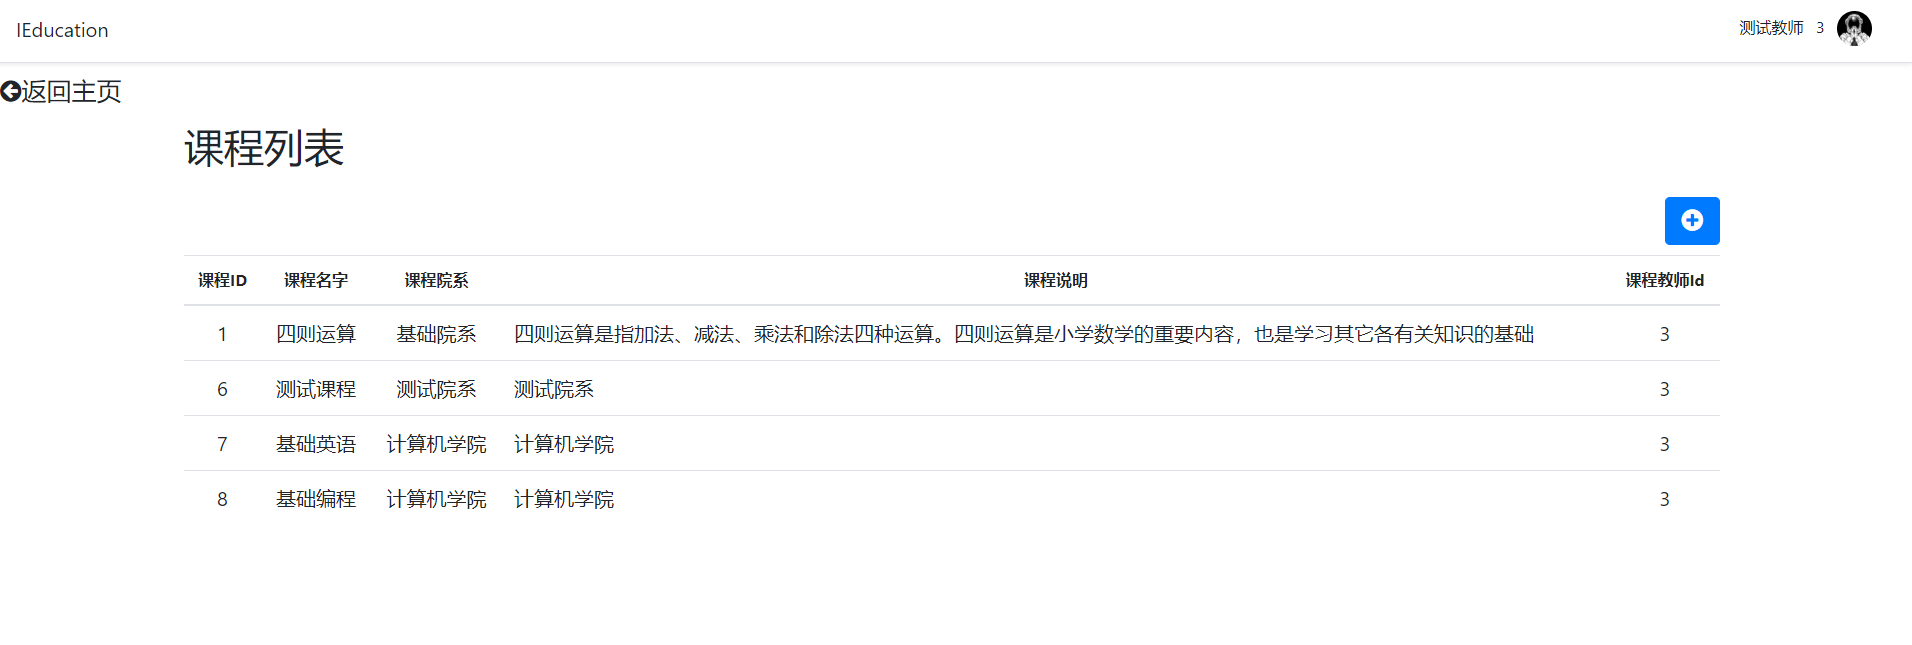 IEducation
测试教师 3
返回主页
课程列表
课程ID 课程名字 课程院系 课程说明 课程教师Id
1 四则运算 基础院系 四则运算是指加法、减法、乘法和除法四种运算。四则运算是小学数学的重要内容，也是学习其它各有关知识的基础 3
6 测试课程 测试院系 测试院系 3
7 基础英语 计算机学院 计算机学院 3
8 基础编程 计算机学院 计算机学院 3